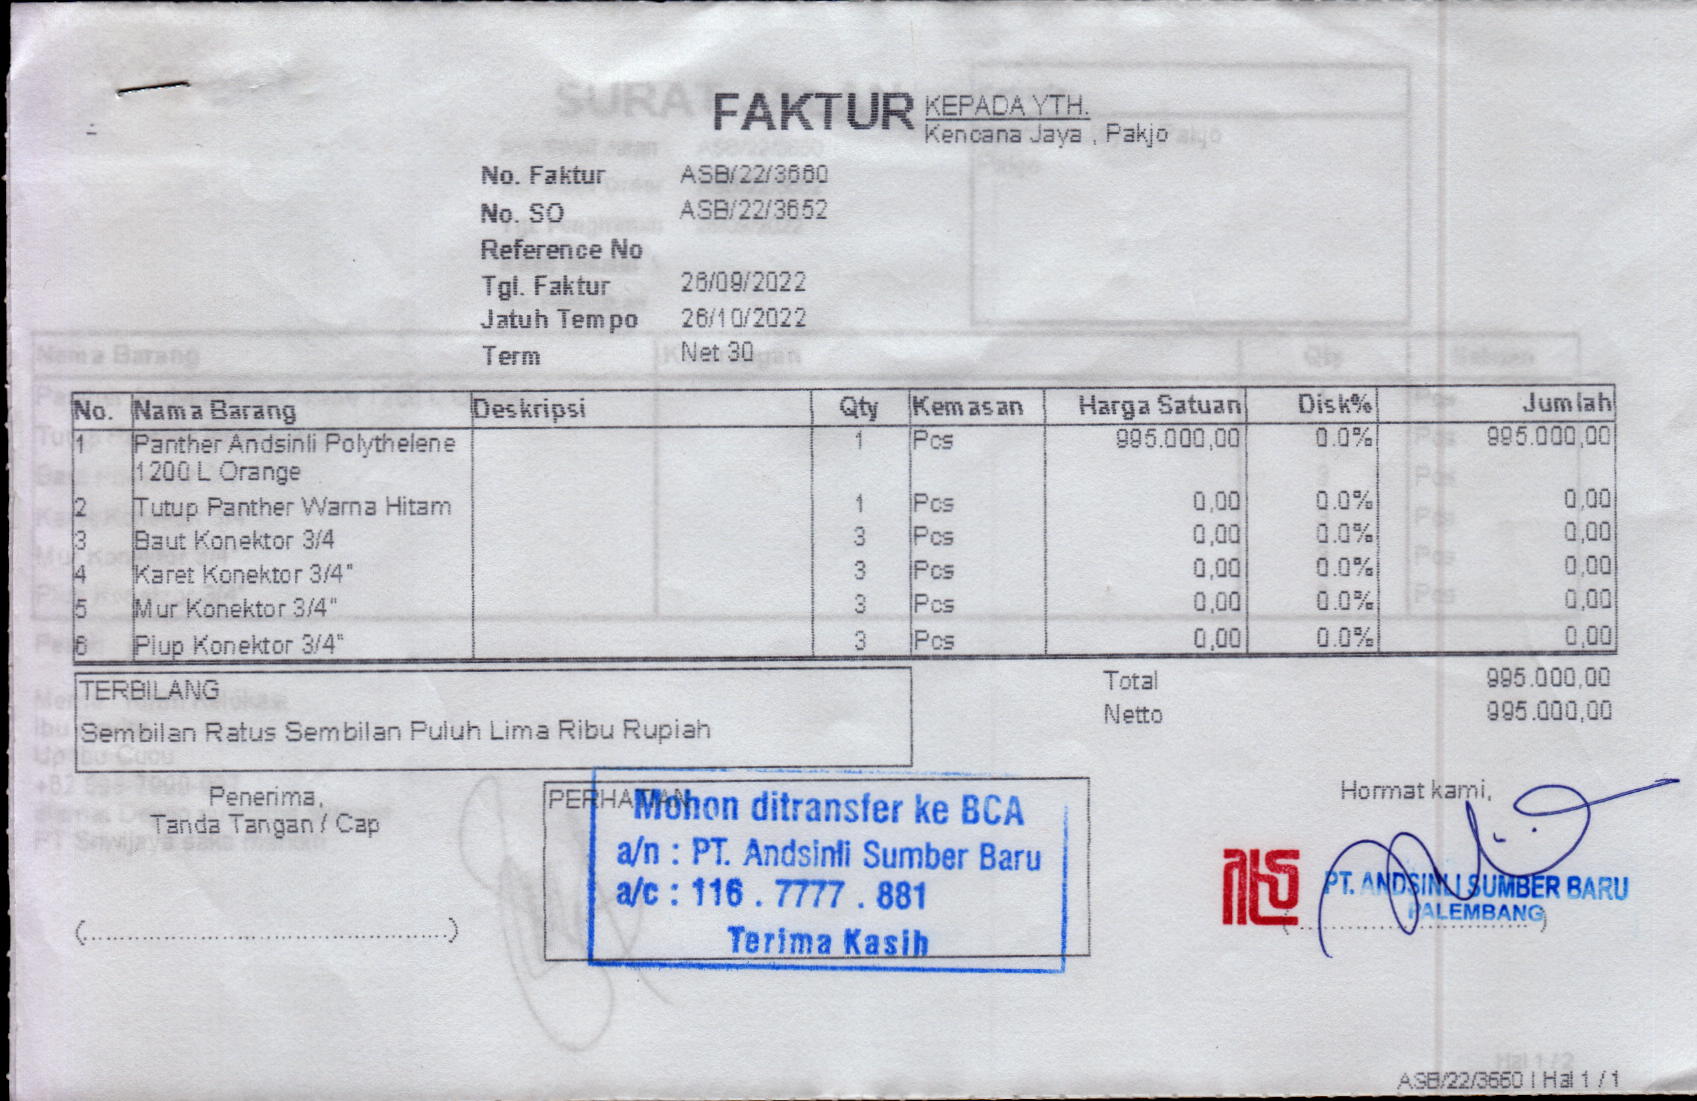 FAKTUR
KEPADA YTH.
Kencana Jaya , Pakjo
No. Faktur ASB/22/3660
No. SO ASB/22/3652
Reference No
Tgl. Faktur 26/09/2022
Jatuh Tempo 26/10/2022
Term Net 30
No. Nama Barang Deskripsi Qty Kemasan Harga Satuan Disk% Jumlah
1 Panther Andsinli Polythelene 1 Pcs 995.000,00 0.0% 995.000,00
1200 L Orange
2 Tutup Panther Warna Hitam 1 Pcs 0,00 0.0% 0,00
3 Baut Konektor 3/4 3 Pcs 0,00 0.0% 0,00
4 Karet Konektor 3/4" 3 Pcs 0,00 0.0% 0,00
5 Mur Konektor 3/4" 3 Pcs 0,00 0.0% 0,00
6 Plup Konektor 3/4" 3 Pcs 0,00 0.0% 0,00
TERBILANG
Sembilan Ratus Sembilan Puluh Lima Ribu Rupiah
Total 995.000,00
Netto 995.000,00
Penerima,
Tanda Tangan / Cap
PERHATIAN
Mohon ditransfer ke BCA
a/n : PT. Andsinli Sumber Baru
a/c : 116 . 7777 . 881
Terima Kasih
Hormat kami,
PT. ANDSINLI SUMBER BARU
PALEMBANG
ASB/22/3660 | Hal 1 / 1